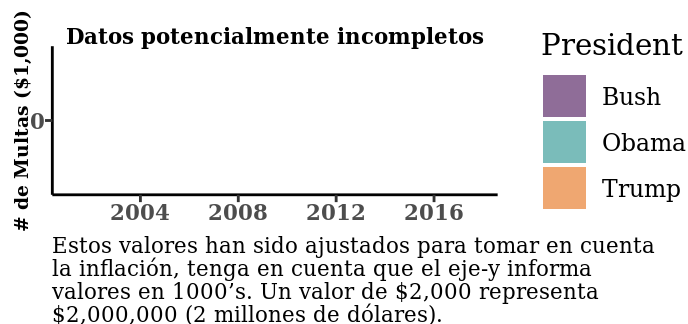 Datos potencialmente incompletos
# de Multas ($1,000)
0
2004 2008 2012 2016
President
Bush
Obama
Trump
Estos valores han sido ajustados para tomar en cuenta
la inflación, tenga en cuenta que el eje-y informa
valores en 1000’s. Un valor de $2,000 representa
$2,000,000 (2 millones de dólares).